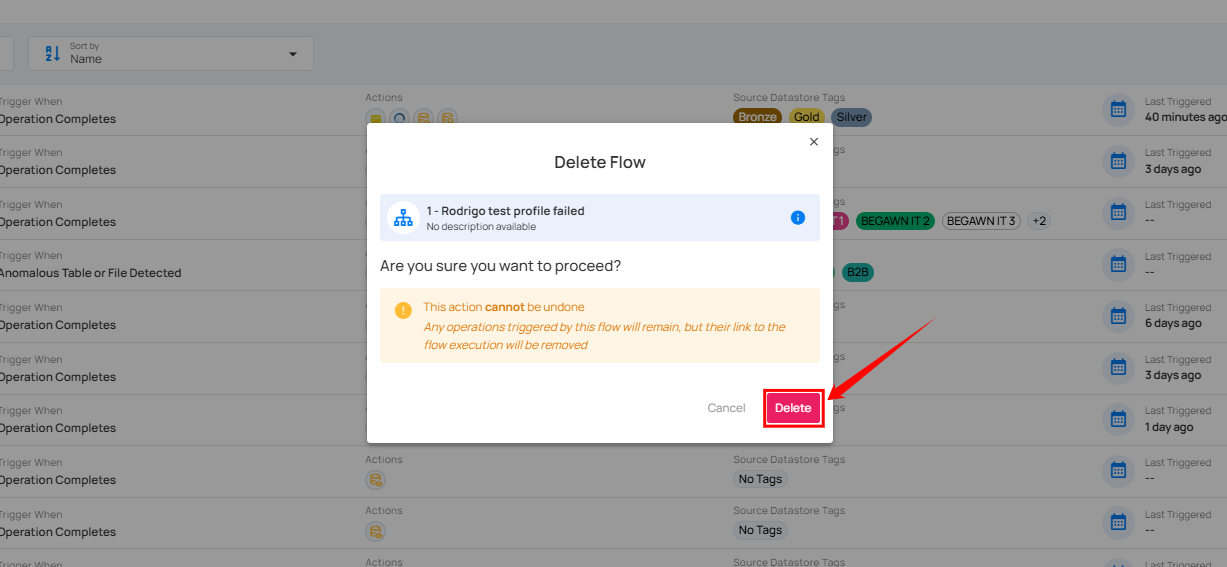 Sort by
Name
Trigger When
Operation Completes
Actions
Source Datastore Tags
Bronze Gold Silver
Last Triggered
40 minutes ago
Trigger When
Operation Completes
Last Triggered
3 days ago
Trigger When
Operation Completes
BEGAWN IT 2 BEGAWN IT 3 +2
Last Triggered
--
Trigger When
Anomalous Table or File Detected
B2B
Last Triggered
--
Trigger When
Operation Completes
Last Triggered
6 days ago
Trigger When
Operation Completes
Last Triggered
3 days ago
Trigger When
Operation Completes
Last Triggered
1 day ago
Trigger When
Operation Completes
Actions
Source Datastore Tags
No Tags
Last Triggered
--
Trigger When
Operation Completes
Actions
Source Datastore Tags
No Tags
Last Triggered
--
Trigger When
Actions
Source Datastore Tags
Last Triggered
Delete Flow
1 - Rodrigo test profile failed
No description available
Are you sure you want to proceed?
This action cannot be undone
Any operations triggered by this flow will remain, but their link to the
flow execution will be removed
Cancel Delete